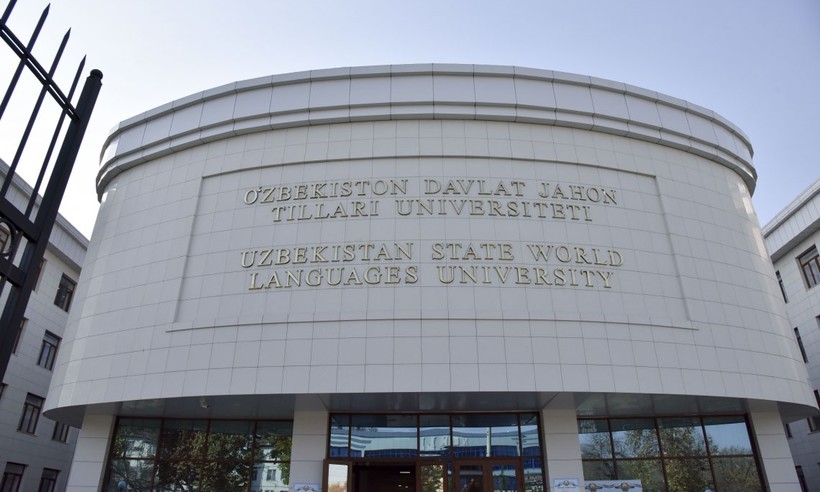 O'ZBEKISTON DAVLAT JAHON
TILLARI UNIVERSITETI
UZBEKISTAN STATE WORLD
LANGUAGES UNIVERSITY